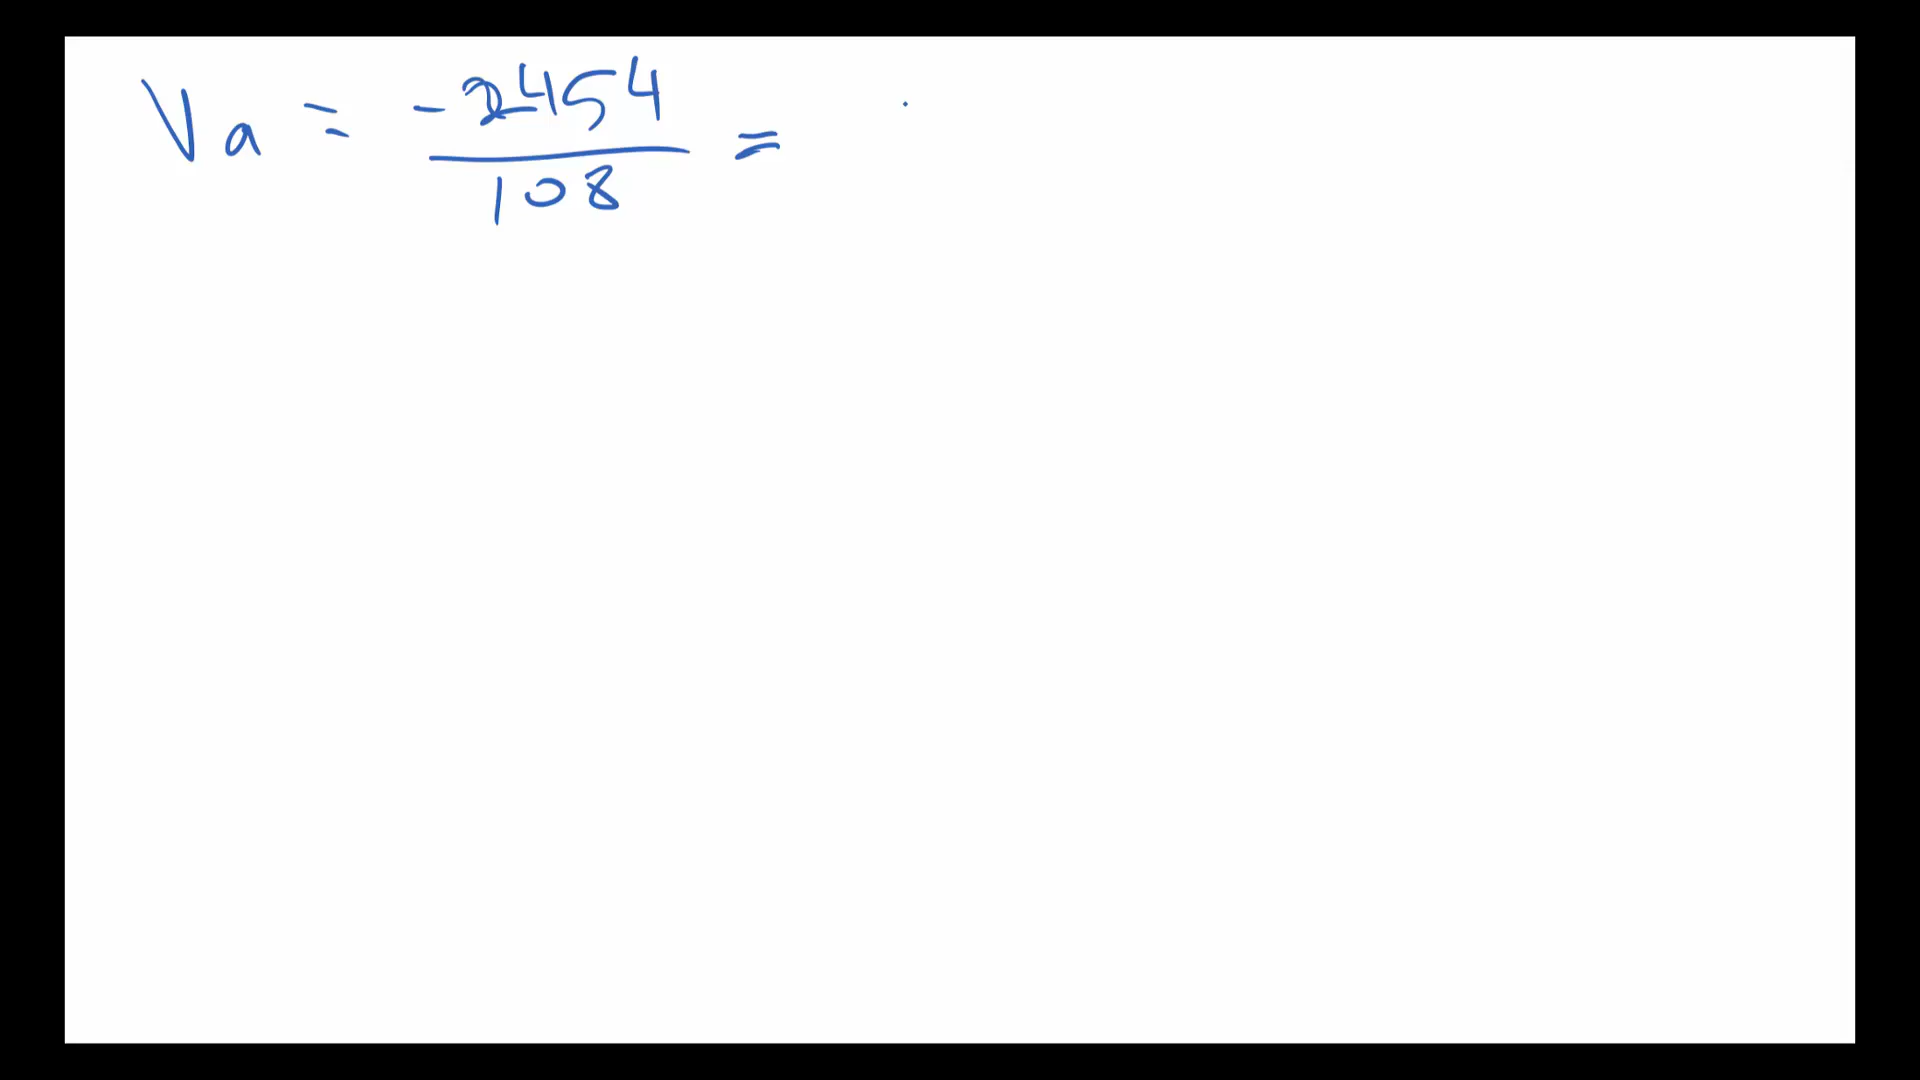 Va = -2454/108 =